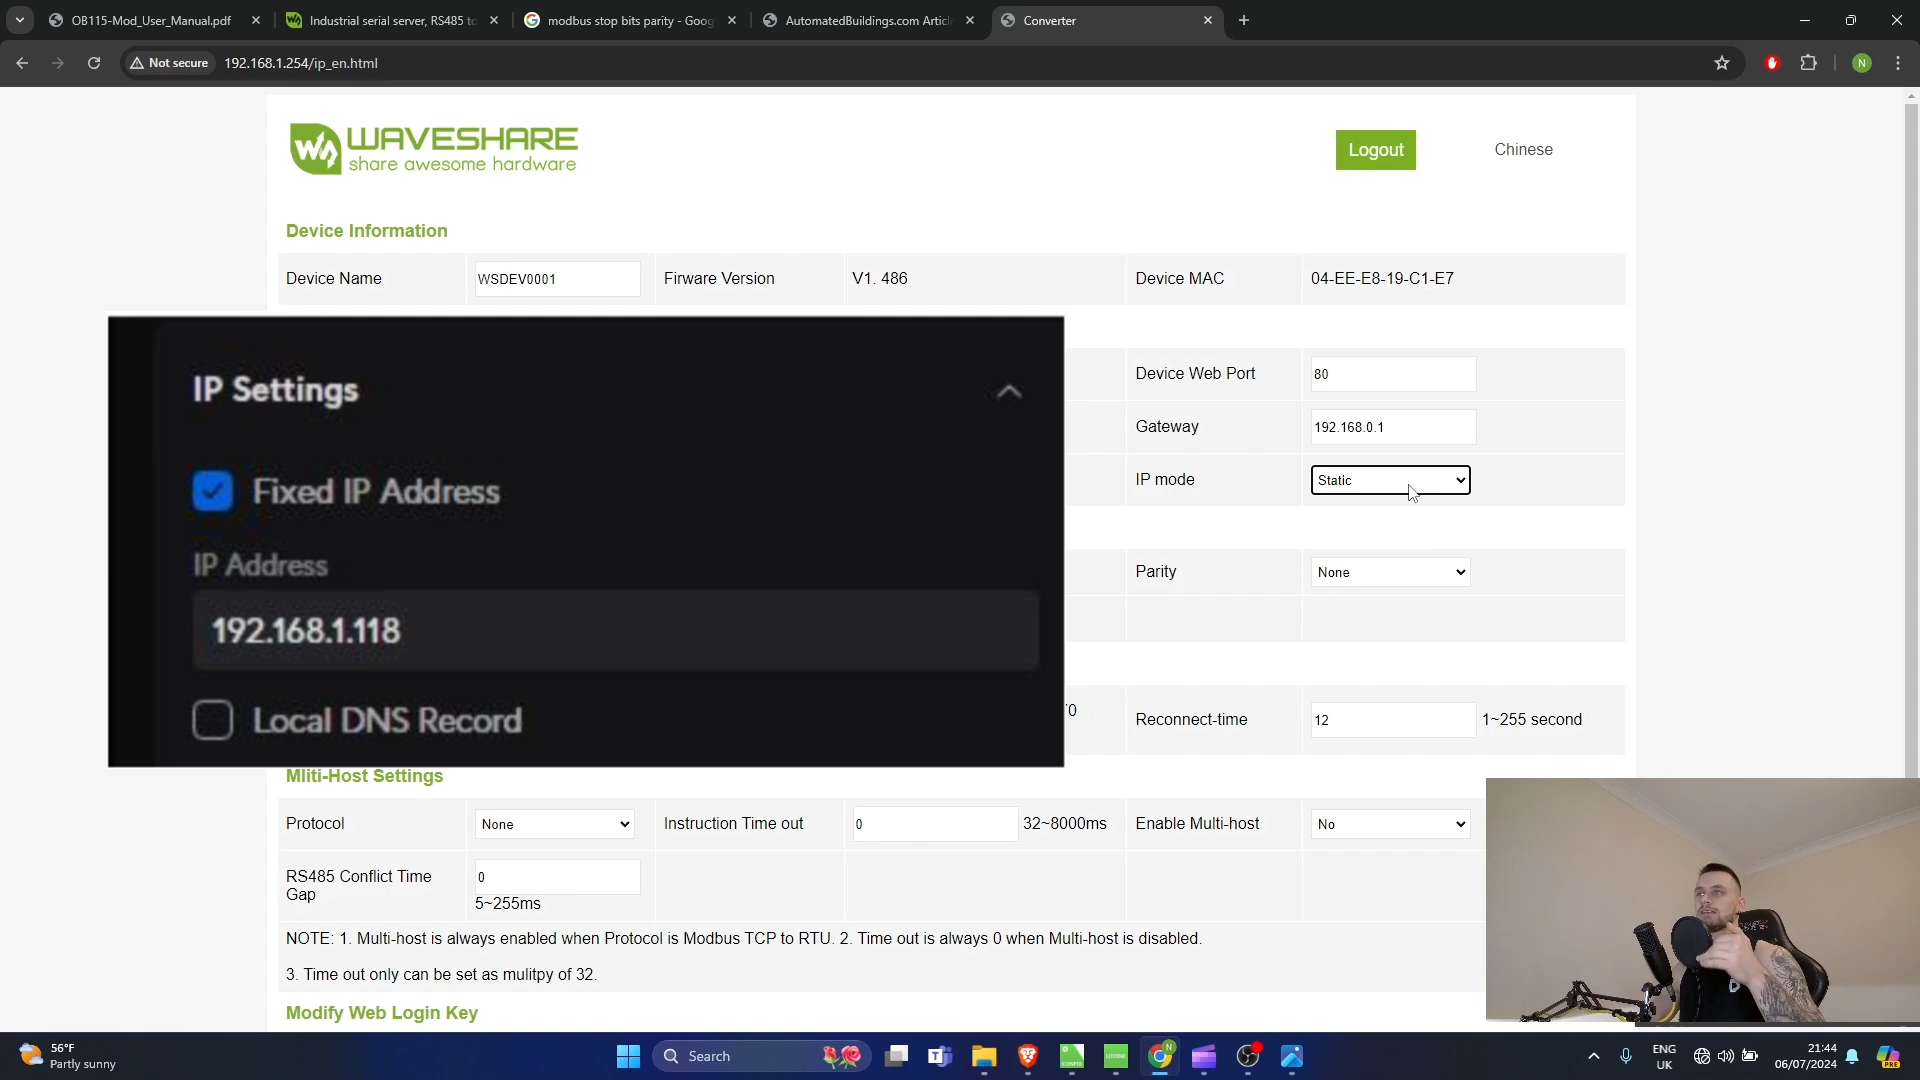 OB115-Mod_User_Manual.pdf
Industrial serial server, RS485 to
modbus stop bits parity - Goog
AutomatedBuildings.com Article
Converter
Not secure
192.168.1.254/ip_en.html
N
WAVESHARE
share awesome hardware
Logout
Chinese
Device Information
Device Name
WSDEV0001
Firware Version
V1. 486
Device MAC
04-EE-E8-19-C1-E7
IP Settings
Fixed IP Address
IP Address
192.168.1.118
Local DNS Record
Device Web Port
80
Gateway
192.168.0.1
IP mode
Static
Parity
None
Reconnect-time
12
1~255 second
Mliti-Host Settings
Protocol
None
Instruction Time out
0
32~8000ms
Enable Multi-host
No
RS485 Conflict Time
Gap
0
5~255ms
NOTE: 1. Multi-host is always enabled when Protocol is Modbus TCP to RTU. 2. Time out is always 0 when Multi-host is disabled.
3. Time out only can be set as mulitpy of 32.
Modify Web Login Key
56°F
Partly sunny
Search
ENG
UK
21:44
06/07/2024